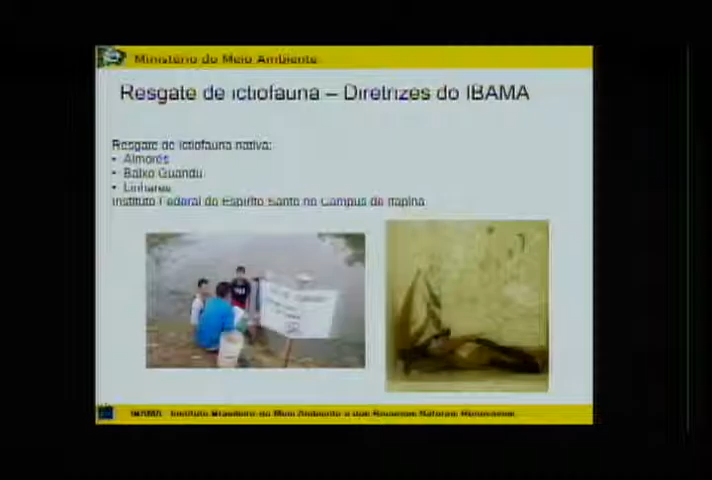 Ministério do Meio Ambiente
Resgate de ictiofauna – Diretrizes do IBAMA
Resgate de ictiofauna nativa:
• Aimorés
• Baixo Guandu
• Linhares
Instituto Federal do Espírito Santo no Campus de Itapina
IBAMA - Instituto Brasileiro do Meio Ambiente e dos Recursos Naturais Renováveis